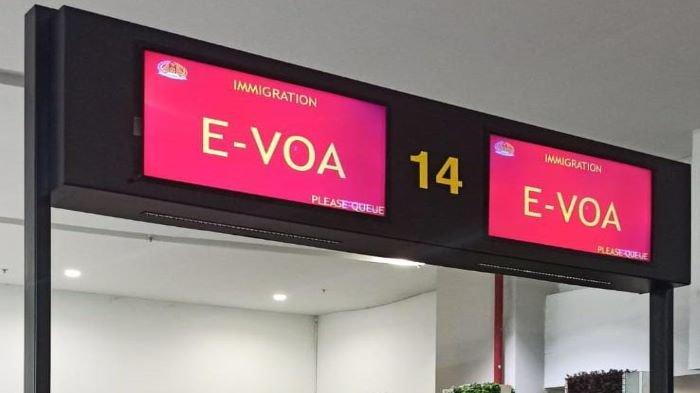 IMMIGRATION
E-VOA
PLEASE QUEUE
14
IMMIGRATION
E-VOA
PLEASE QUEUE